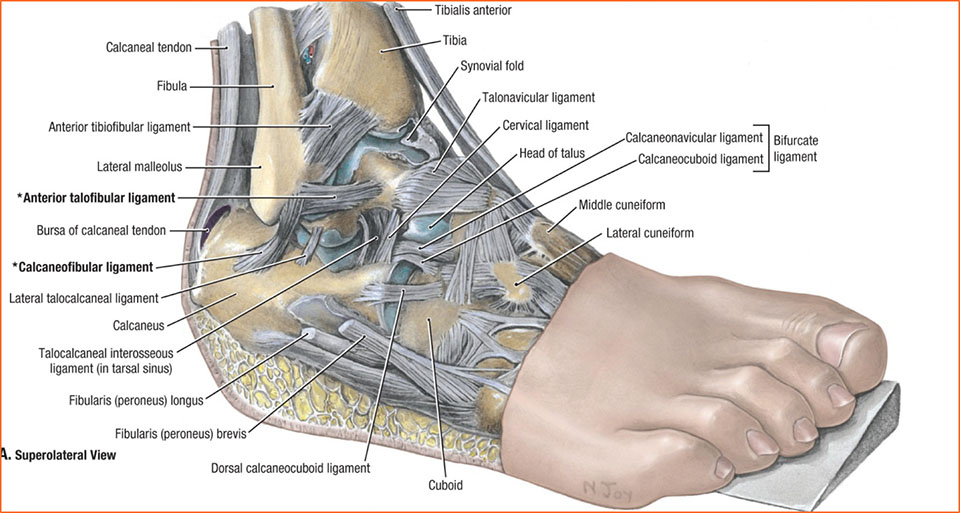 Tibialis anterior
Calcaneal tendon
Tibia
Synovial fold
Fibula
Talonavicular ligament
Anterior tibiofibular ligament
Cervical ligament
Calcaneonavicular ligament
Bifurcate
ligament
Head of talus
Calcaneocuboid ligament
Lateral malleolus
*Anterior talofibular ligament
Middle cuneiform
Bursa of calcaneal tendon
Lateral cuneiform
*Calcaneofibular ligament
Lateral talocalcaneal ligament
Calcaneus
Talocalcaneal interosseous
ligament (in tarsal sinus)
Fibularis (peroneus) longus
Fibularis (peroneus) brevis
A. Superolateral View
Dorsal calcaneocuboid ligament
Cuboid
N JOY